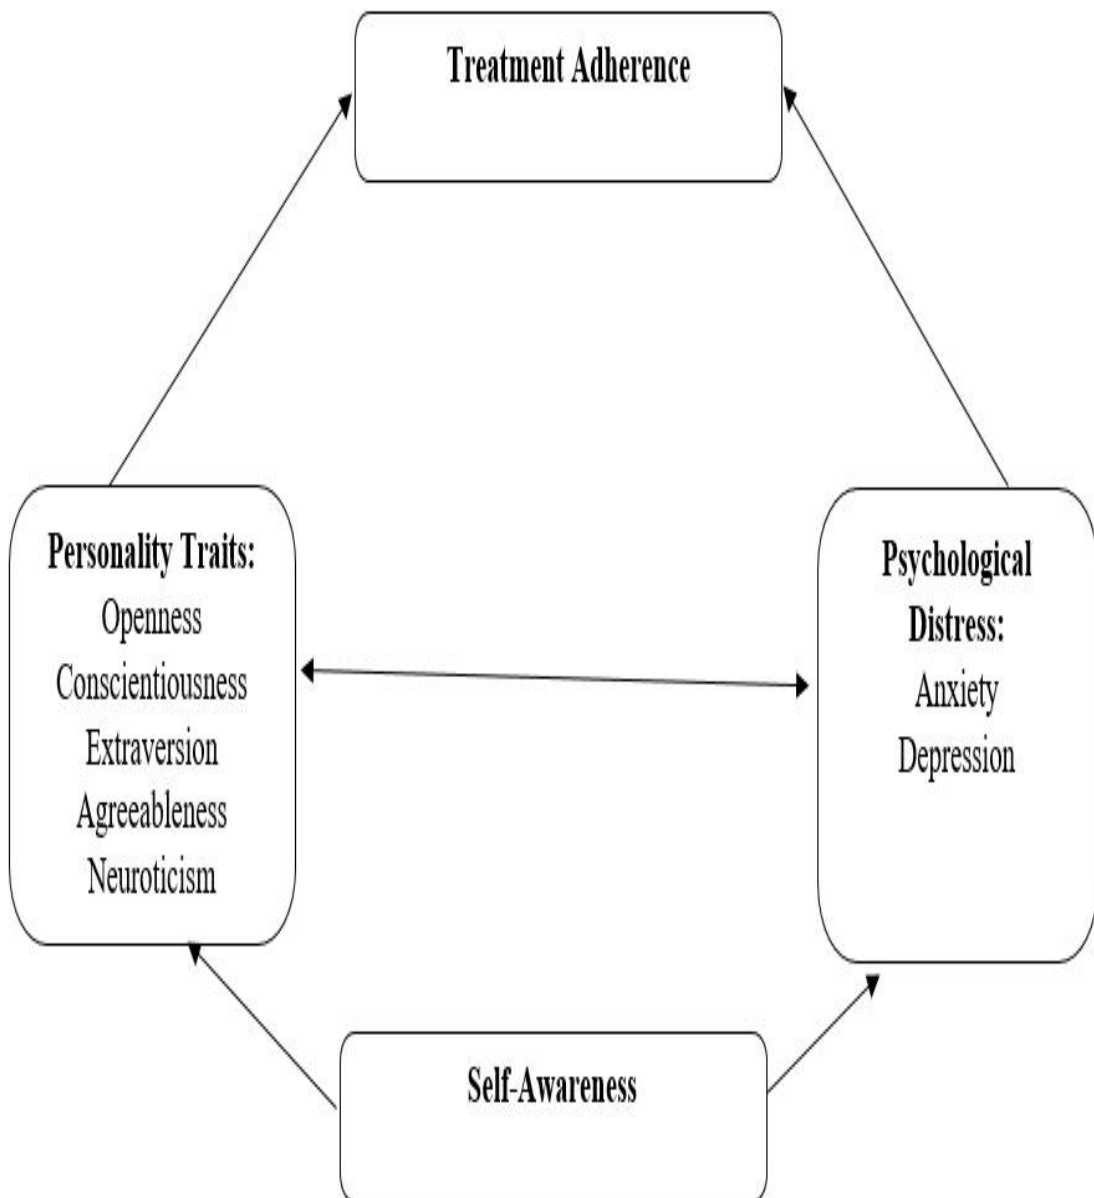 Treatment Adherence
Personality Traits:
Openness
Conscientiousness
Extraversion
Agreeableness
Neuroticism
Psychological
Distress:
Anxiety
Depression
Self-Awareness